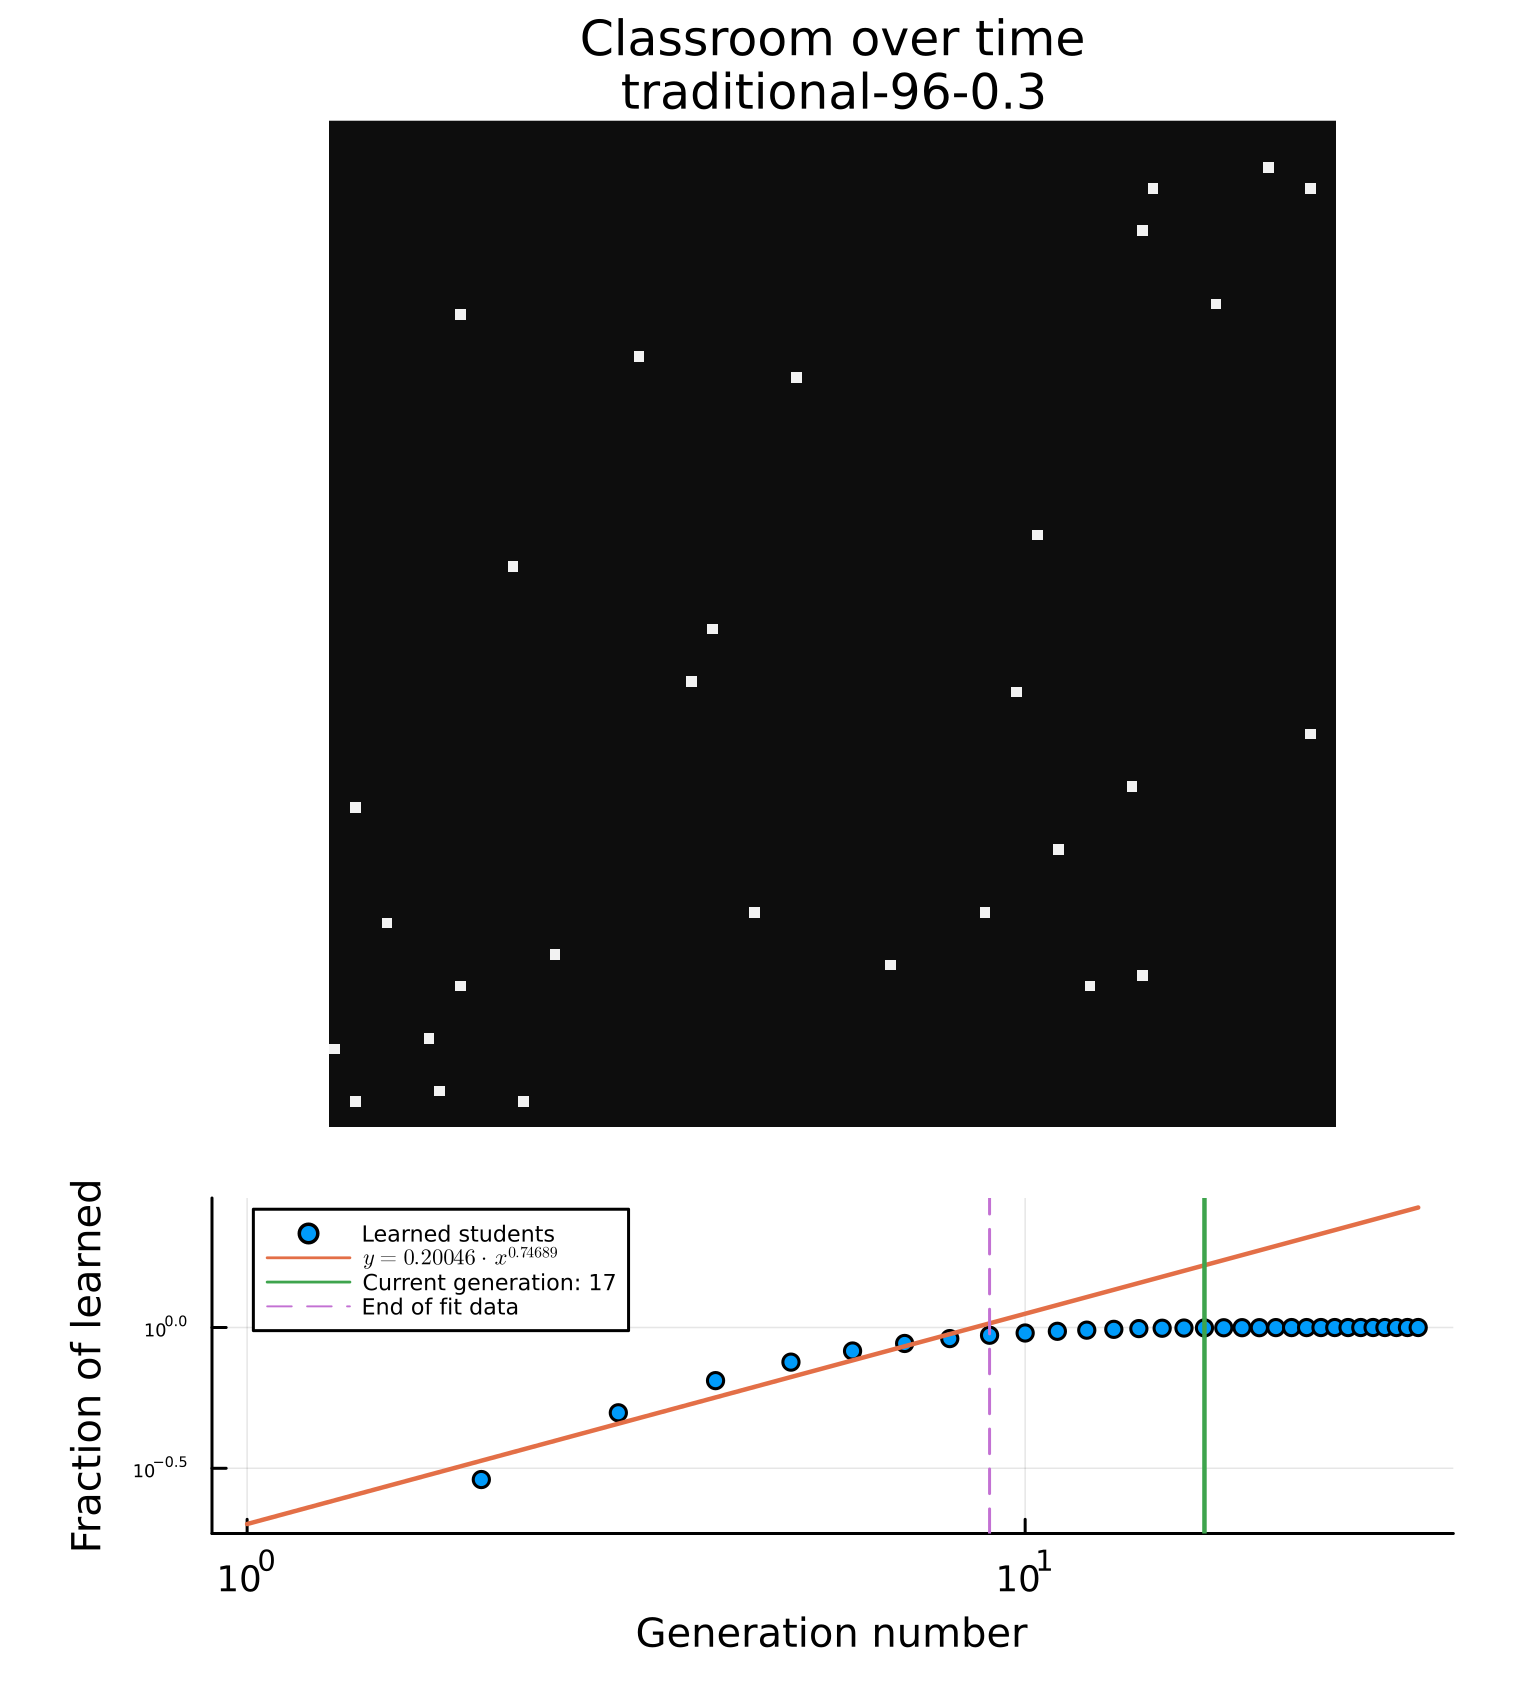 Classroom over time
traditional-96-0.3
Fraction of learned
Learned students
y = 0.20046 · x^0.74689
Current generation: 17
End of fit data
10^0.0
10^−0.5
10^0
10^1
Generation number